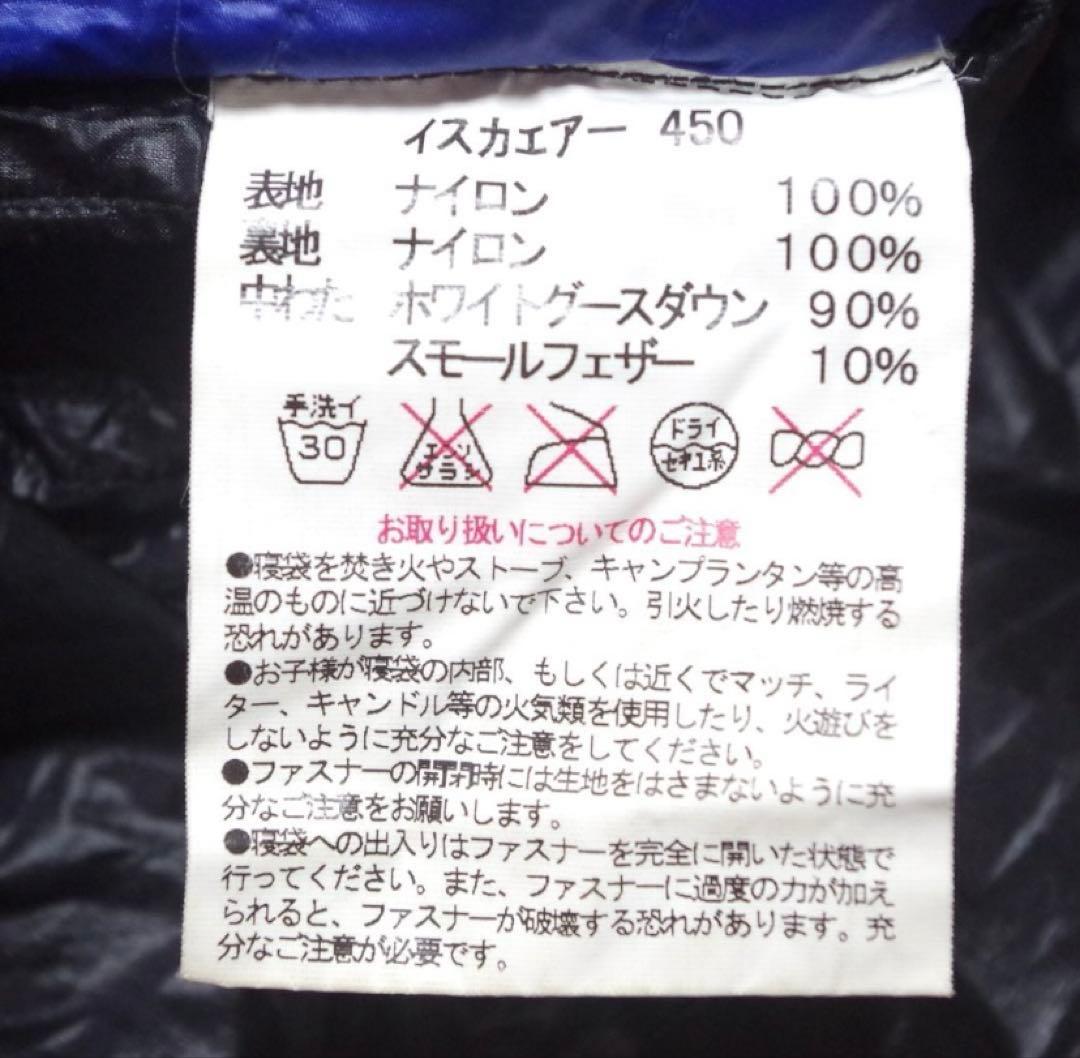 イスカエアー 450
表地 ナイロン 100%
裏地 ナイロン 100%
中わた ホワイトグースダウン 90%
スモールフェザー 10%
手洗イ 30 エンソサラシ ドライ セキユ系
お取り扱いについてのご注意
●寝袋を焚き火やストーブ、キャンプランタン等の高
温のものに近づけないで下さい。引火したり燃焼する
恐れがあります。
●お子様が寝袋の内部、もしくは近くでマッチ、ライ
ター、キャンドル等の火気類を使用したり、火遊びを
しないように充分なご注意をしてください。
●ファスナーの開閉時には生地をはさまないように充
分なご注意をお願いします。
●寝袋への出入りはファスナーを完全に開いた状態で
行ってください。また、ファスナーに過度の力が加え
られると、ファスナーが破壊する恐れがあります。充
分なご注意が必要です。